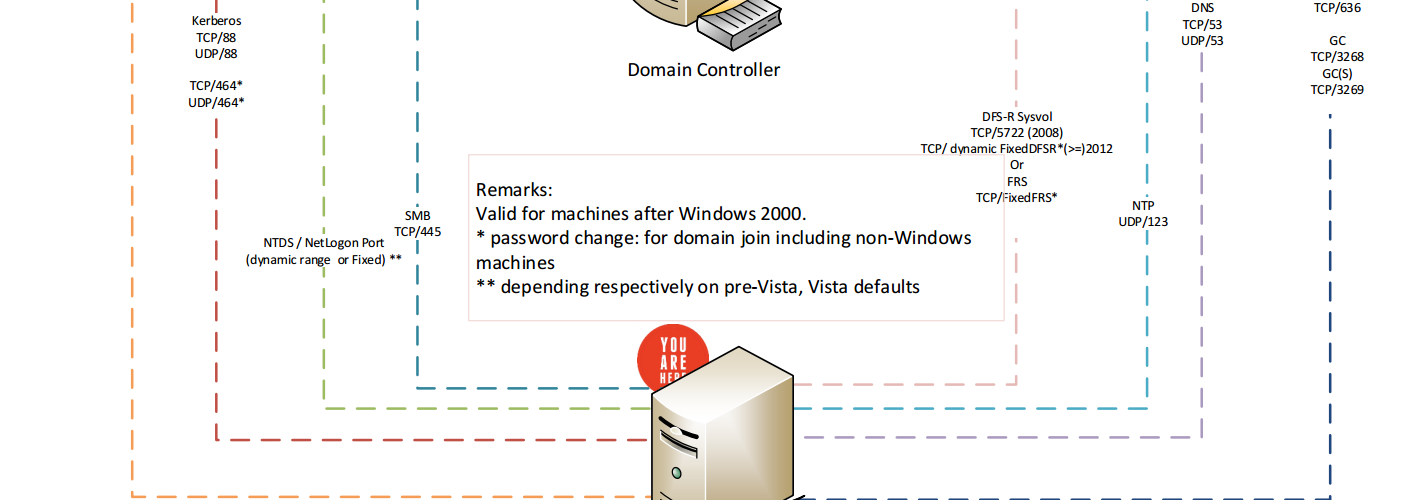 Kerberos
TCP/88
UDP/88
TCP/464*
UDP/464*
Domain Controller
DNS
TCP/53
UDP/53
TCP/636
GC
TCP/3268
GC(S)
TCP/3269
DFS-R Sysvol
TCP/5722 (2008)
TCP/ dynamic FixedDFSR*(>=)2012
Or
FRS
TCP/FixedFRS*
NTP
UDP/123
SMB
TCP/445
NTDS / NetLogon Port
(dynamic range or Fixed) **
Remarks:
Valid for machines after Windows 2000.
* password change: for domain join including non-Windows
machines
** depending respectively on pre-Vista, Vista defaults
YOU
ARE
HERE